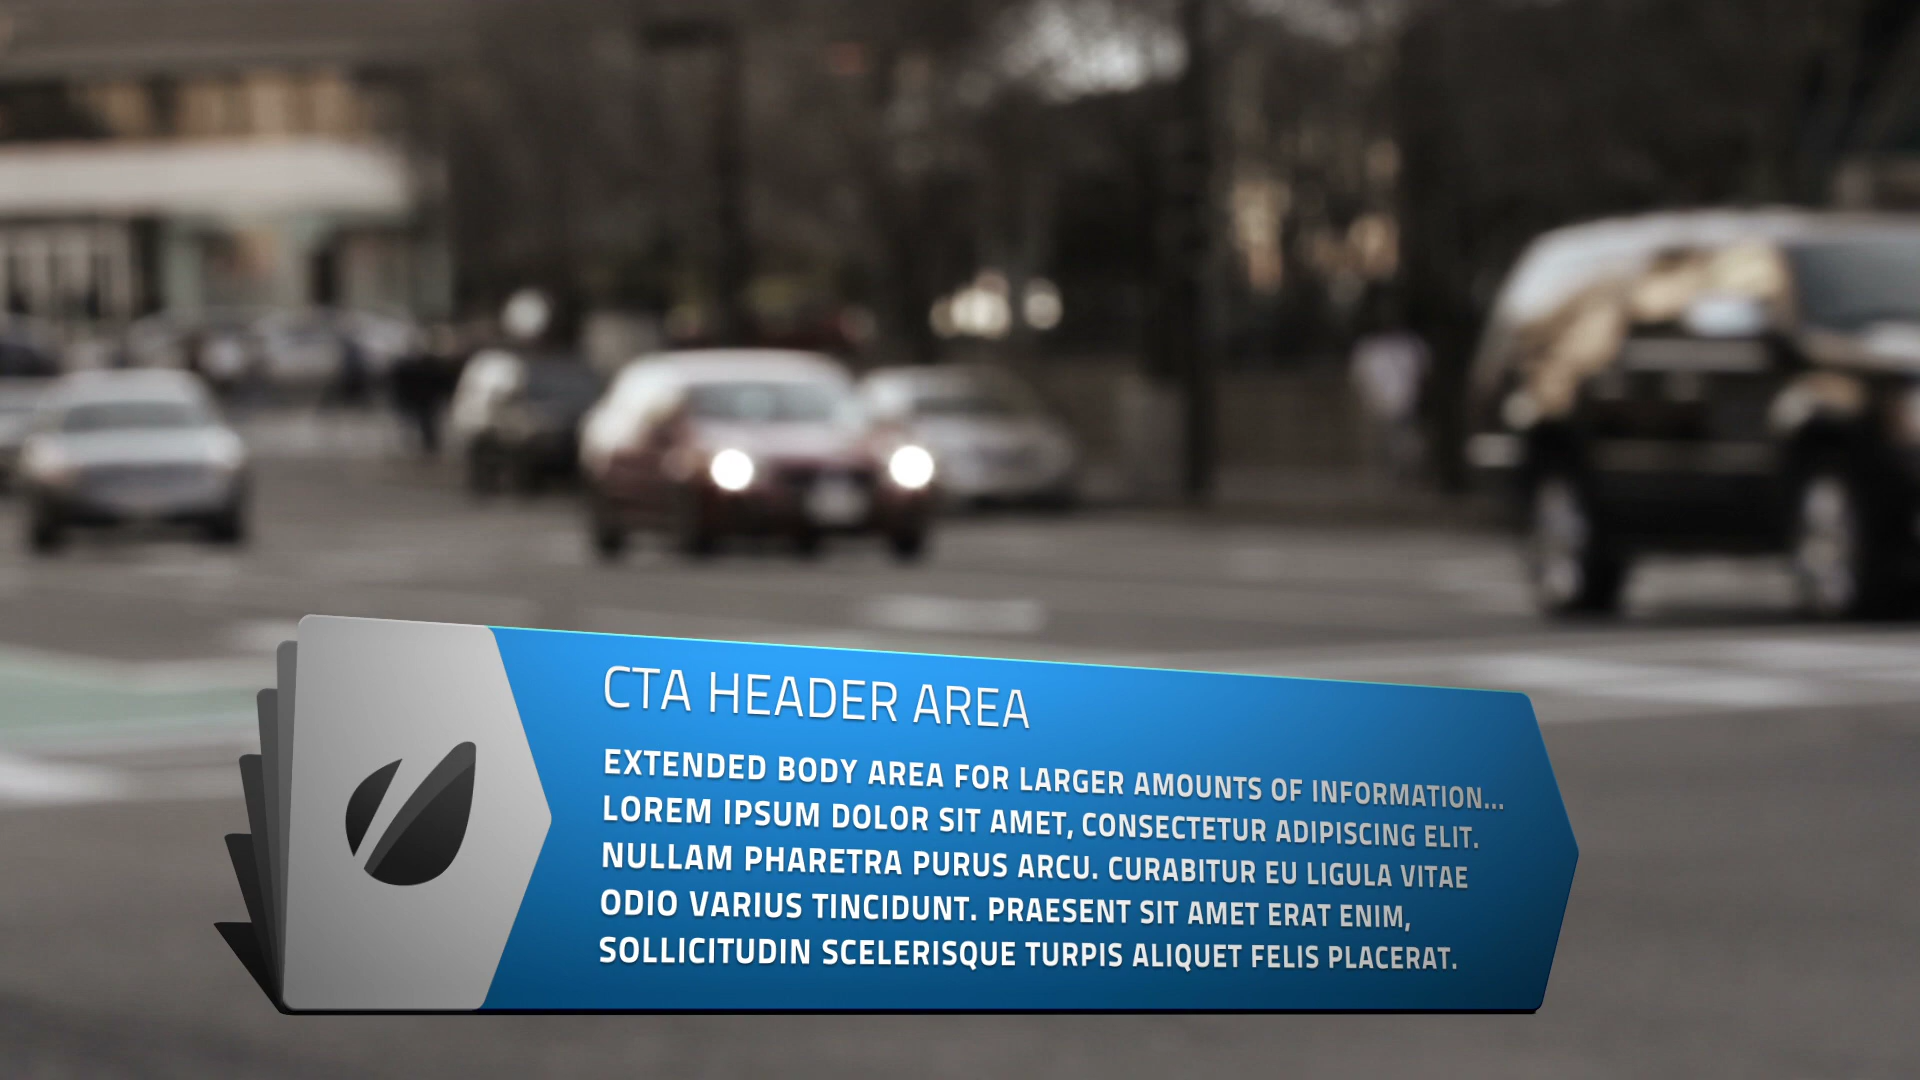 CTA HEADER AREA
EXTENDED BODY AREA FOR LARGER AMOUNTS OF INFORMATION...
LOREM IPSUM DOLOR SIT AMET, CONSECTETUR ADIPISCING ELIT.
NULLAM PHARETRA PURUS ARCU. CURABITUR EU LIGULA VITAE
ODIO VARIUS TINCIDUNT. PRAESENT SIT AMET ERAT ENIM,
SOLLICITUDIN SCELERISQUE TURPIS ALIQUET FELIS PLACERAT.